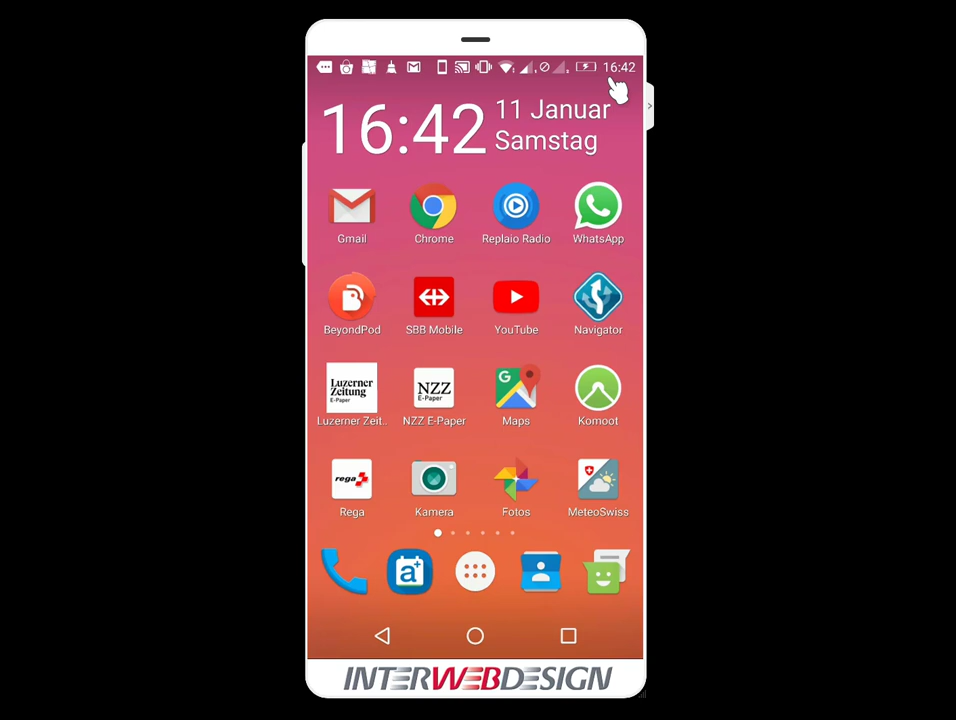 16:42
16:42
11 Januar
Samstag
Gmail
Chrome
Replaio Radio
WhatsApp
BeyondPod
SBB Mobile
YouTube
Navigator
Luzerner
Zeitung
E-Paper
NZZ
E-Paper
G
Luzerner Zeit..
NZZ E-Paper
Maps
Komoot
rega
Rega
Kamera
Fotos
MeteoSwiss
a+
INTERWEBDESIGN